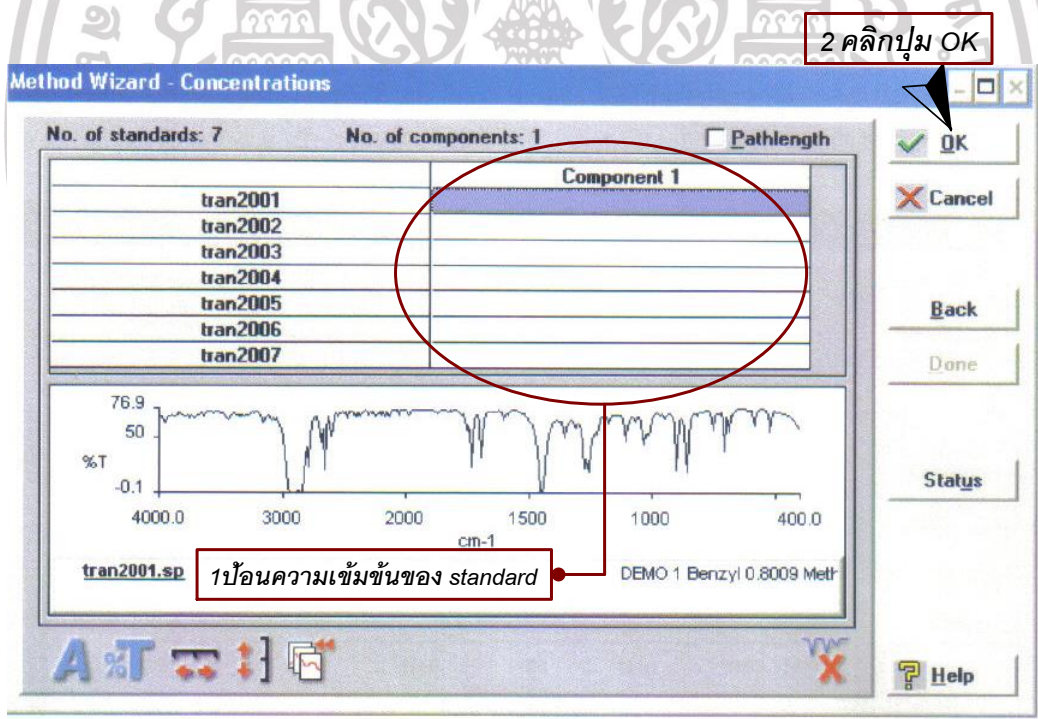 2 คลิกปุ่ม OK
Method Wizard - Concentrations
No. of standards: 7 No. of components: 1 Pathlength
OK
Component 1
tran2001
Cancel
tran2002
tran2003
tran2004
tran2005
Back
tran2006
tran2007
Done
76.9
50
%T
-0.1
Status
4000.0 3000 2000 1500 1000 400.0
cm-1
tran2001.sp 1ป้อนความเข้มข้นของ standard DEMO 1 Benzyl 0.8009 Meth
A %T
Help